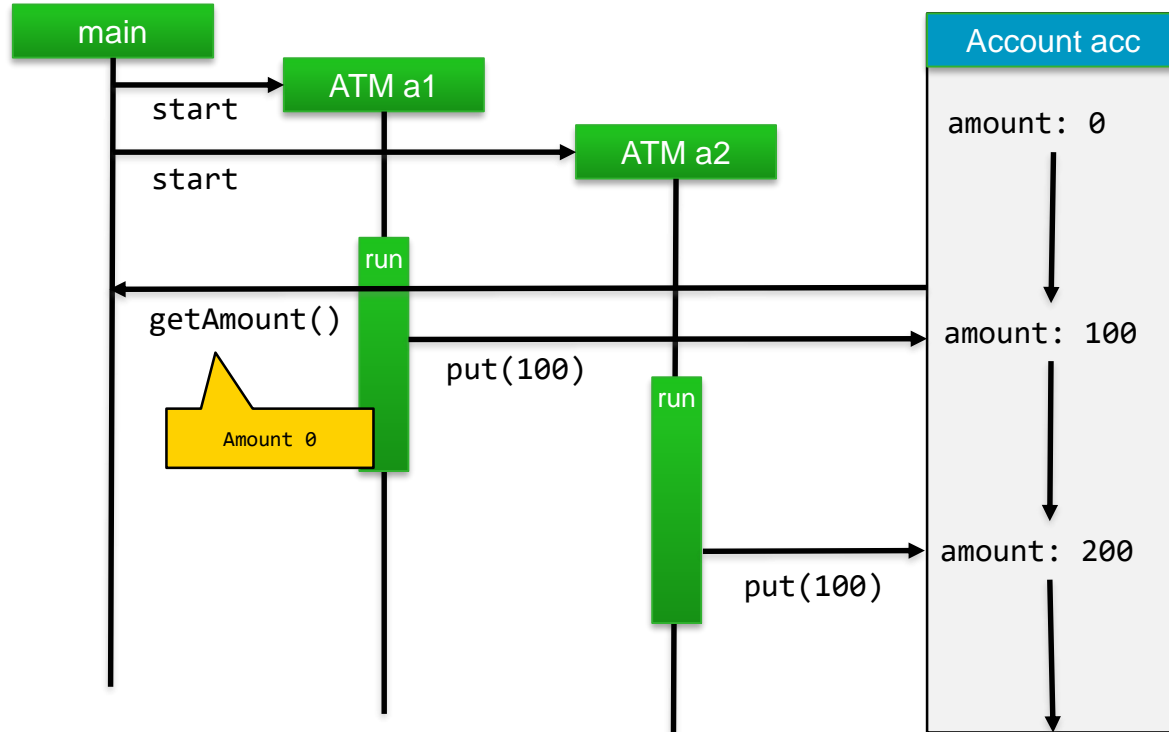 main
Account acc
ATM a1
start
amount: 0
ATM a2
start
run
getAmount()
amount: 100
put(100)
run
Amount 0
amount: 200
put(100)